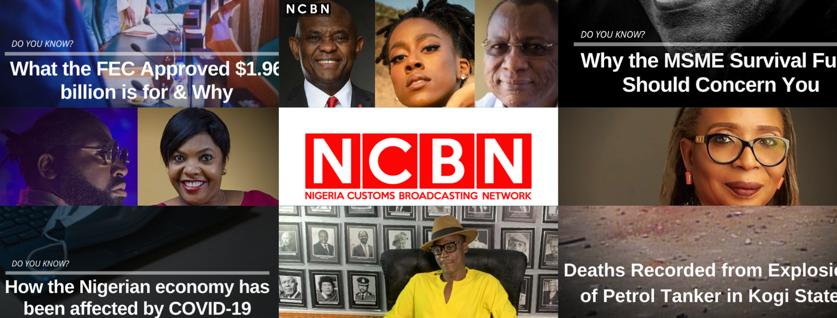 DO YOU KNOW?
What the FEC Approved $1.96
billion is for & Why
NCBN
DO YOU KNOW?
Why the MSME Survival Fu
Should Concern You
NCBN
NIGERIA CUSTOMS BROADCASTING NETWORK
DO YOU KNOW?
How the Nigerian economy has
been affected by COVID-19
Deaths Recorded from Explosi
of Petrol Tanker in Kogi State